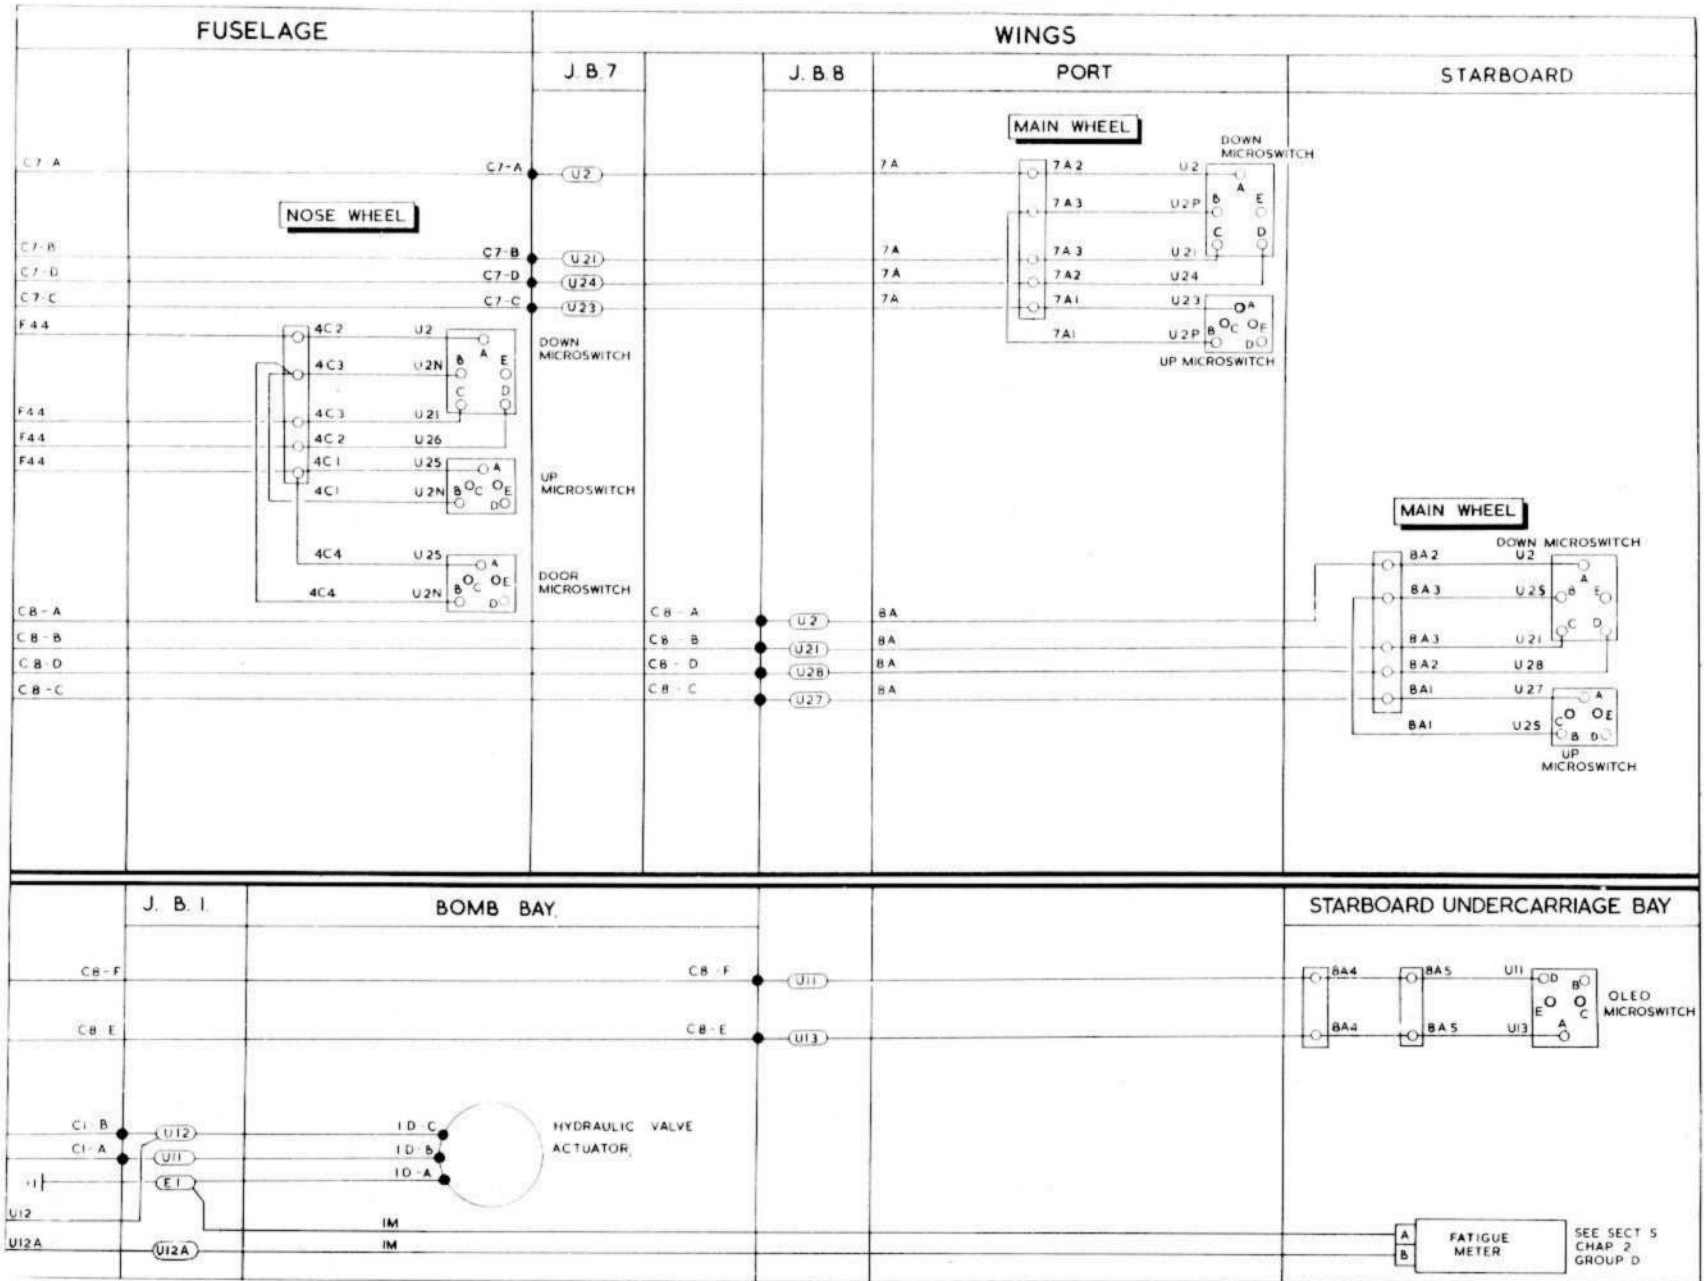 FUSELAGE
WINGS
J. B. 7
J. B. 8
PORT
STARBOARD
MAIN WHEEL
DOWN
MICROSWITCH
C7-A
C7-A
U2
7A
7A2
U2
A
7A3
U2P
B
E
NOSE WHEEL
C7-B
C7-B
U21
7A
7A3
U21
C
D
C7-D
C7-D
U24
7A
7A2
U24
C7-C
C7-C
U23
7A
7A1
U23
A
C
E
7A1
U2P
B
D
UP MICROSWITCH
F44
4C2
U2
A
DOWN
MICROSWITCH
4C3
U2N
B
E
C
D
F44
4C3
U21
F44
4C2
U26
F44
4C1
U25
A
UP
MICROSWITCH
C
E
4C1
U2N
B
D
4C4
U25
A
DOOR
MICROSWITCH
C
E
4C4
U2N
B
D
MAIN WHEEL
DOWN MICROSWITCH
8A2
U2
A
8A3
U2S
B
E
C8-A
C8-A
U2
8A
C8-B
C8-B
U21
8A
8A3
U21
C
D
C8-D
C8-D
U28
8A
8A2
U28
C8-C
C8-C
U27
8A
8A1
U27
A
C
E
8A1
U2S
B
D
UP
MICROSWITCH
J. B. 1.
BOMB BAY
STARBOARD UNDERCARRIAGE BAY
C8-F
C8-F
U11
8A4
8A5
U11
D
B
E
C
OLEO
MICROSWITCH
C8 E
C8-E
U13
8A4
8A5
U13
A
C1-B
U12
1D-C
HYDRAULIC VALVE
ACTUATOR
C1-A
U11
1D-B
E1
1D-A
U12
1M
U12A
U12A
1M
A
B
FATIGUE
METER
SEE SECT 5
CHAP 2
GROUP D